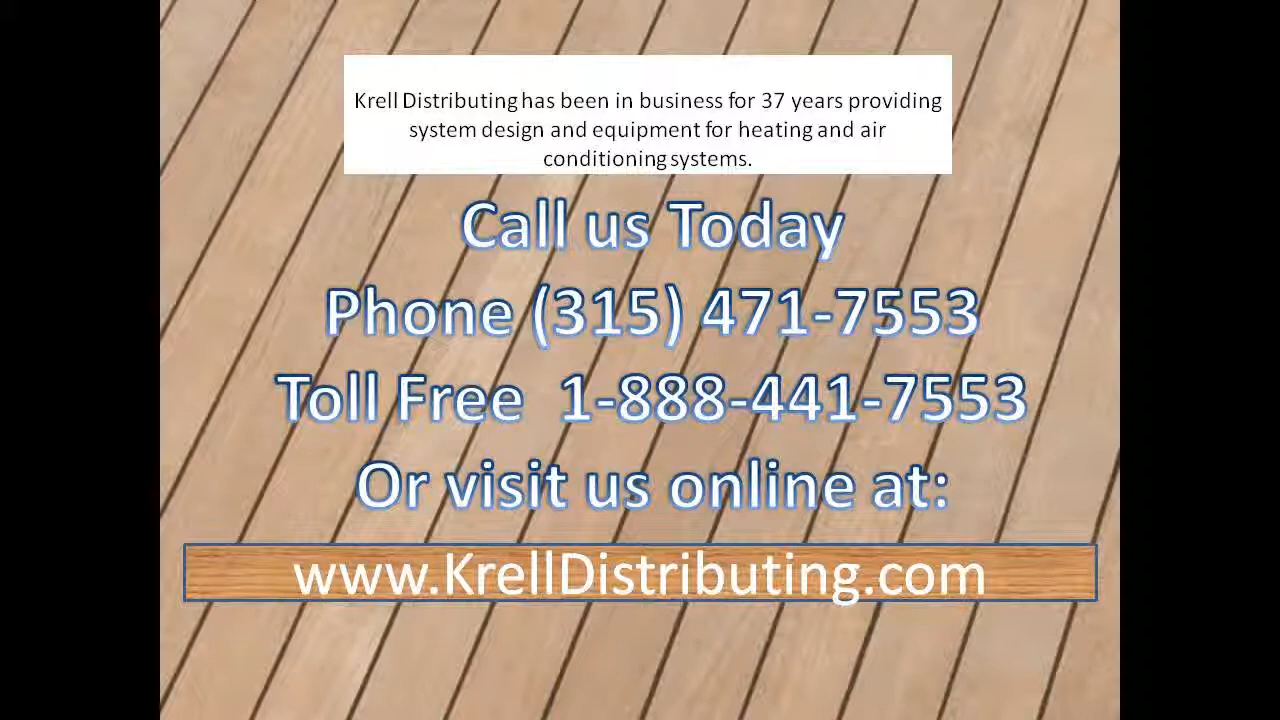 Krell Distributing has been in business for 37 years providing
system design and equipment for heating and air
conditioning systems.
Call us Today
Phone (315) 471-7553
Toll Free 1-888-441-7553
Or visit us online at:
www.KrellDistributing.com